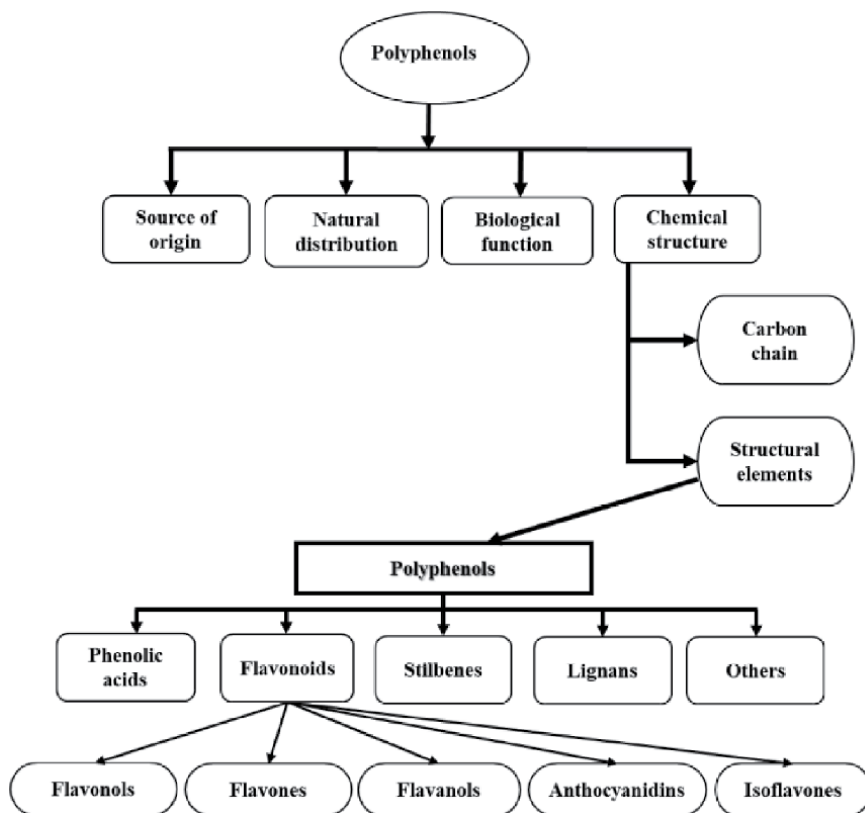 Polyphenols
Source of
origin
Natural
distribution
Biological
function
Chemical
structure
Carbon
chain
Structural
elements
Polyphenols
Phenolic
acids
Flavonoids
Stilbenes
Lignans
Others
Flavonols
Flavones
Flavanols
Anthocyanidins
Isoflavones